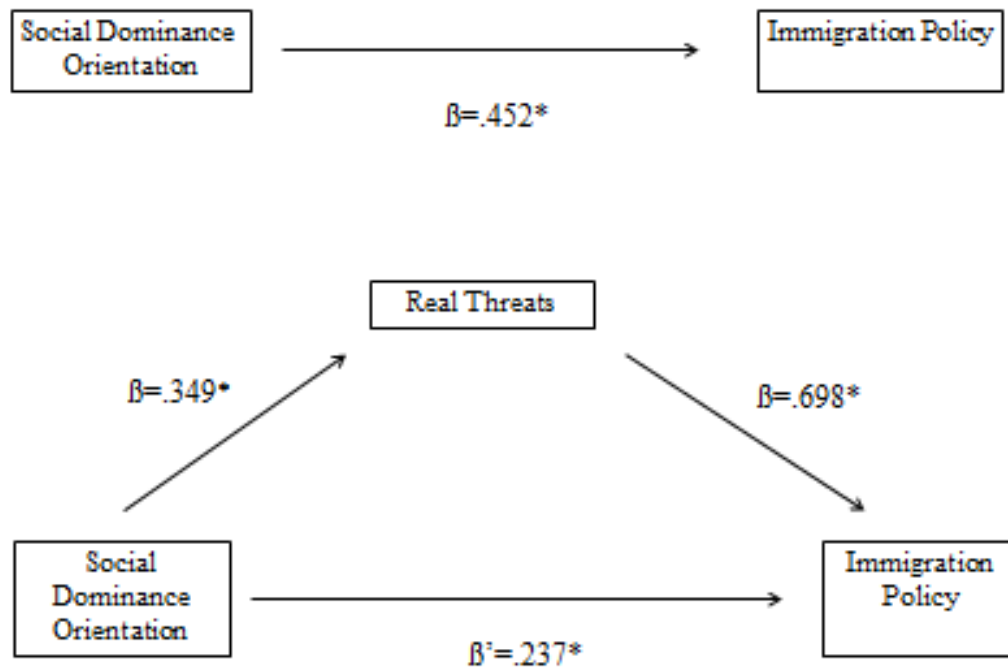 Social Dominance
Orientation
Immigration Policy
ß=.452*
Real Threats
ß=.349*
ß=.698*
Social
Dominance
Orientation
Immigration
Policy
ß’=.237*